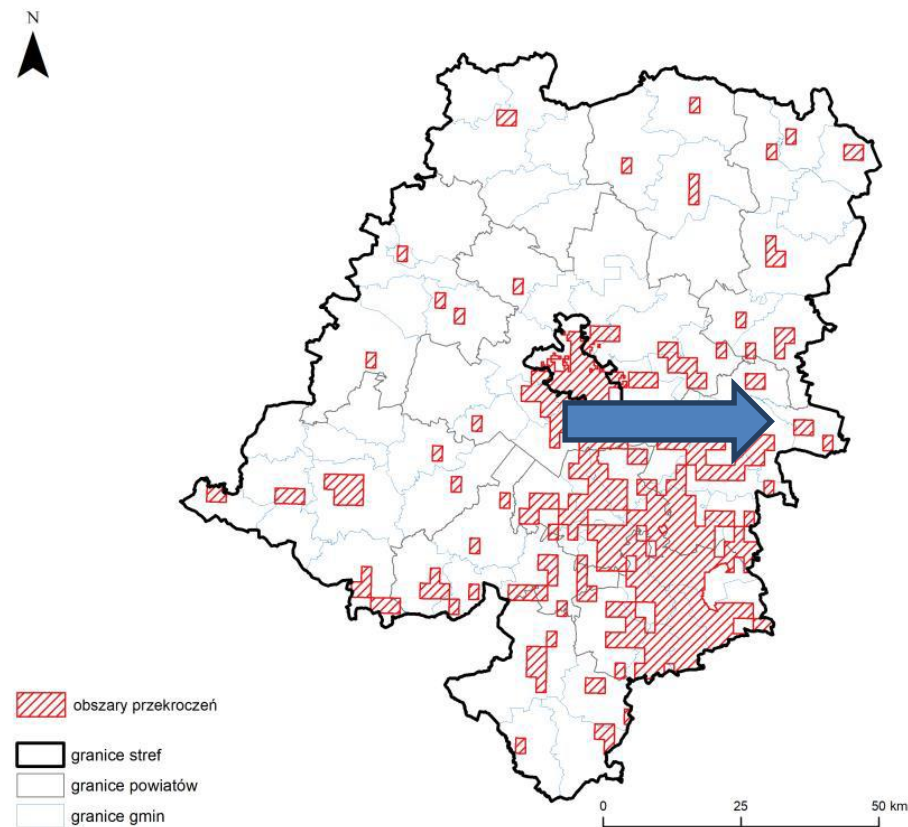 N
obszary przekroczeń
granice stref
granice powiatów
granice gmin
0 25 50 km